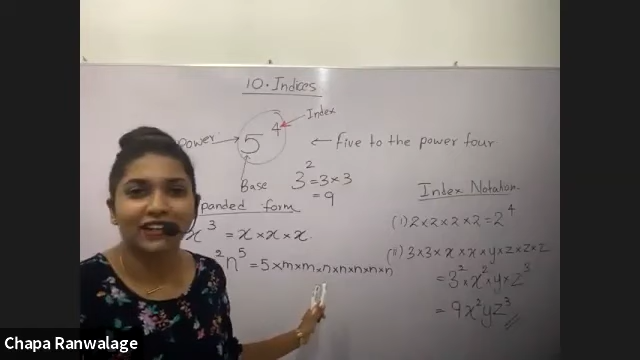 10. Indices
Index
Power
5⁴
← Five to the power four
Base
3² = 3 × 3
= 9
panded form
x³ = x × x × x.
²n⁵ = 5 × m × m × n × n × n × n × n
Index Notation
(i) 2 × 2 × 2 × 2 = 2⁴
(ii) 3 × 3 × x × x × y × z × z × z
= 3² × x² × y × z³
= 9x²yz³
Chapa Ranwalage